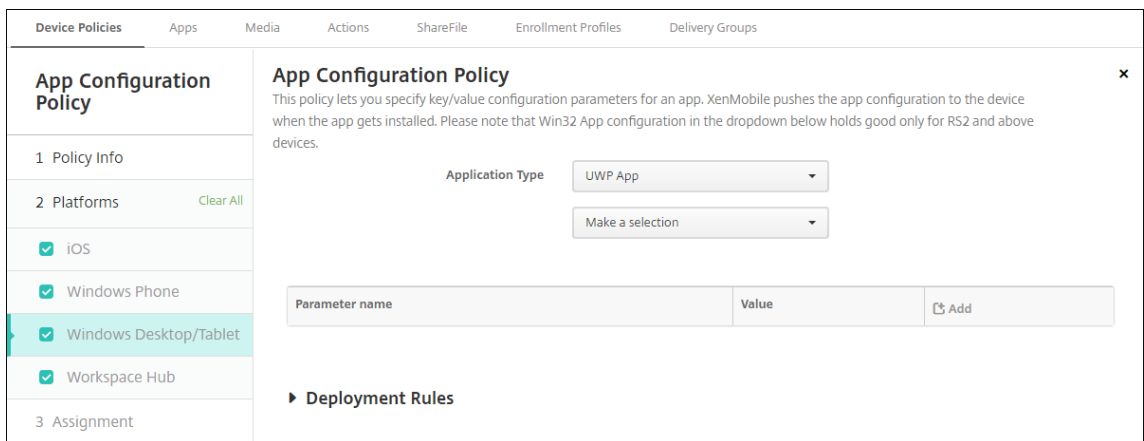 Device Policies Apps Media Actions ShareFile Enrollment Profiles Delivery Groups
App Configuration
Policy
1 Policy Info
2 Platforms Clear All
iOS
Windows Phone
Windows Desktop/Tablet
Workspace Hub
3 Assignment
App Configuration Policy ×
This policy lets you specify key/value configuration parameters for an app. XenMobile pushes the app configuration to the device
when the app gets installed. Please note that Win32 App configuration in the dropdown below holds good only for RS2 and above
devices.
Application Type UWP App
Make a selection
Parameter name Value Add
Deployment Rules